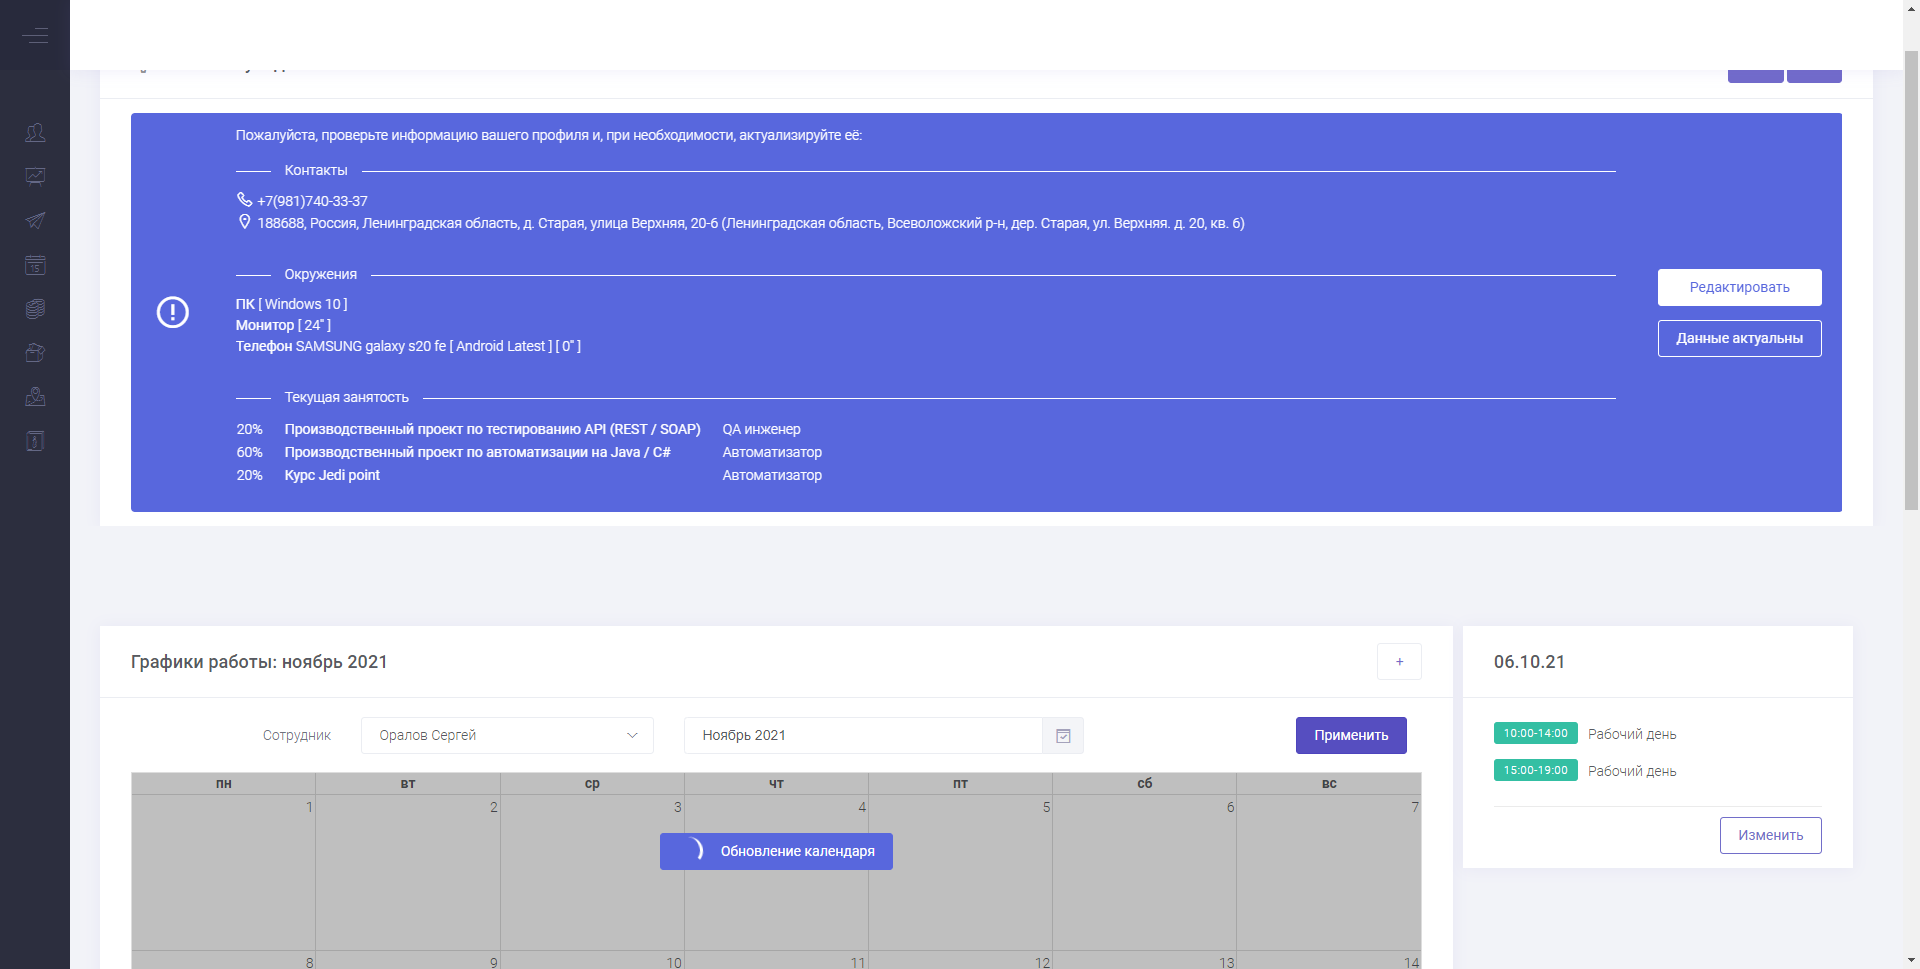 Пожалуйста, проверьте информацию вашего профиля и, при необходимости, актуализируйте её:
Контакты
+7(981)740-33-37
188688, Россия, Ленинградская область, д. Старая, улица Верхняя, 20-6 (Ленинградская область, Всеволожский р-н, дер. Старая, ул. Верхняя. д. 20, кв. 6)
Окружения
ПК [ Windows 10 ]
Монитор [ 24" ]
Телефон SAMSUNG galaxy s20 fe [ Android Latest ] [ 0" ]
Редактировать
Данные актуальны
Текущая занятость
20% Производственный проект по тестированию API (REST / SOAP) QA инженер
60% Производственный проект по автоматизации на Java / C# Автоматизатор
20% Курс Jedi point Автоматизатор
Графики работы: ноябрь 2021
+
Сотрудник Оралов Сергей Ноябрь 2021 Применить
пн вт ср чт пт сб вс
1 2 3 4 5 6 7
Обновление календаря
8 9 10 11 12 13 14
06.10.21
10:00-14:00 Рабочий день
15:00-19:00 Рабочий день
Изменить
15